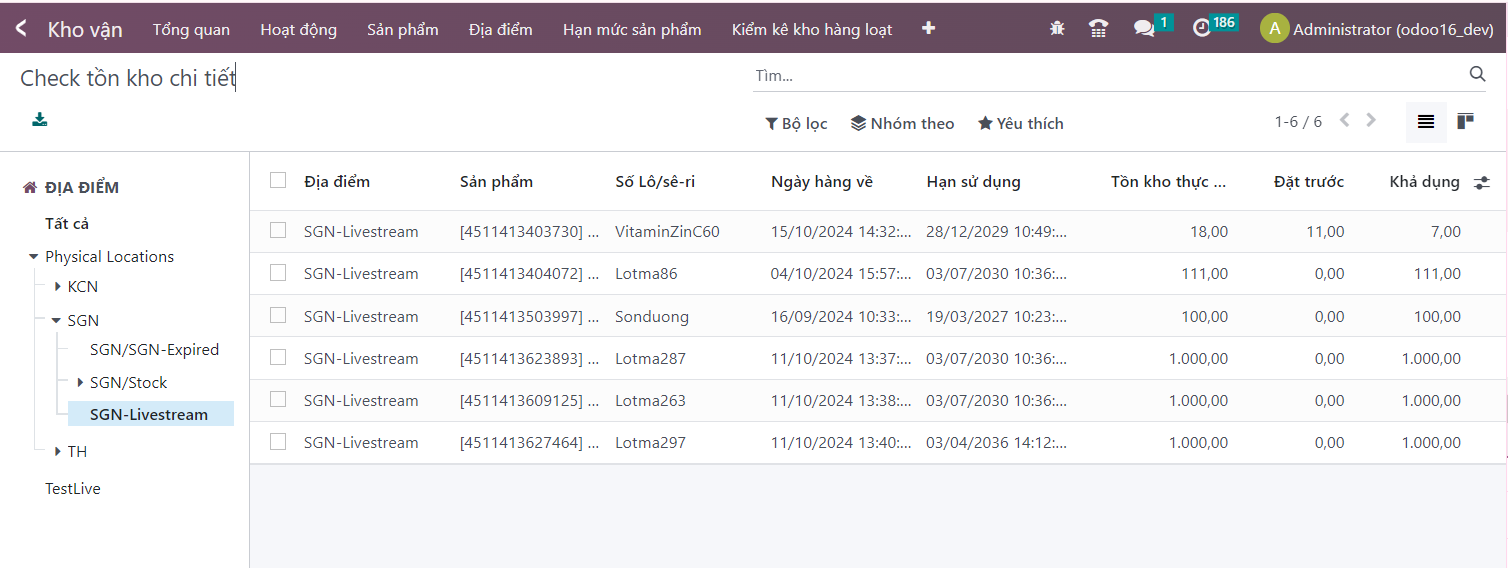 Kho vận Tổng quan Hoạt động Sản phẩm Địa điểm Hạn mức sản phẩm Kiểm kê kho hàng loạt 1 186 A Administrator (odoo16_dev)
Check tồn kho chi tiết
Tìm...
Bộ lọc Nhóm theo Yêu thích 1-6 / 6
ĐỊA ĐIỂM
Tất cả
Physical Locations
KCN
SGN
SGN/SGN-Expired
SGN/Stock
SGN-Livestream
TH
TestLive
Địa điểm Sản phẩm Số Lô/sê-ri Ngày hàng về Hạn sử dụng Tồn kho thực ... Đặt trước Khả dụng
SGN-Livestream [4511413403730] ... VitaminZinC60 15/10/2024 14:32:... 28/12/2029 10:49:... 18,00 11,00 7,00
SGN-Livestream [4511413404072] ... Lotma86 04/10/2024 15:57:... 03/07/2030 10:36:... 111,00 0,00 111,00
SGN-Livestream [4511413503997] ... Sonduong 16/09/2024 10:33:... 19/03/2027 10:23:... 100,00 0,00 100,00
SGN-Livestream [4511413623893] ... Lotma287 11/10/2024 13:37:... 03/07/2030 10:36:... 1.000,00 0,00 1.000,00
SGN-Livestream [4511413609125] ... Lotma263 11/10/2024 13:38:... 03/07/2030 10:36:... 1.000,00 0,00 1.000,00
SGN-Livestream [4511413627464] ... Lotma297 11/10/2024 13:40:... 03/04/2036 14:12:... 1.000,00 0,00 1.000,00